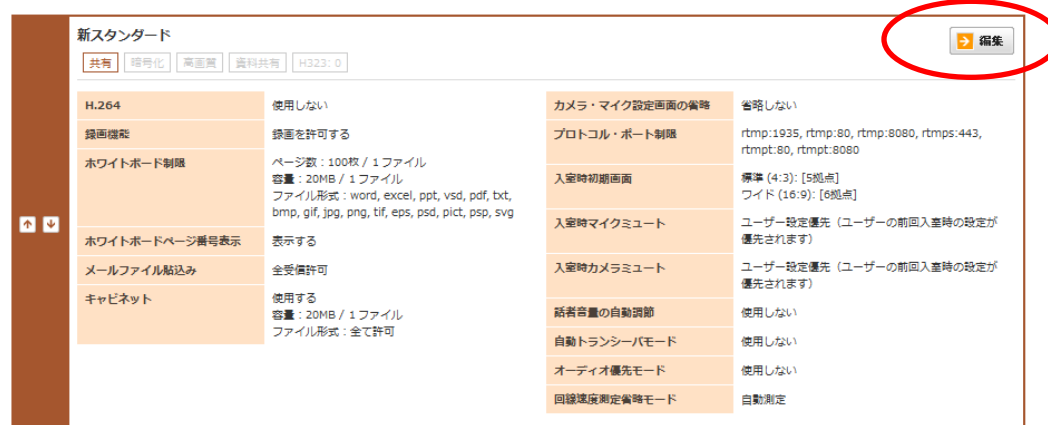 新スタンダード
編集
共有 暗号化 高画質 資料共有 H323: 0
H.264 使用しない
録画機能 録画を許可する
ホワイトボード制限 ページ数：100枚 / 1ファイル
容量：20MB / 1ファイル
ファイル形式：word, excel, ppt, vsd, pdf, txt,
bmp, gif, jpg, png, tif, eps, psd, pict, psp, svg
ホワイトボードページ番号表示 表示する
メールファイル貼込み 全受信許可
キャビネット 使用する
容量：20MB / 1ファイル
ファイル形式：全て許可
カメラ・マイク設定画面の省略 省略しない
プロトコル・ポート制限 rtmp:1935, rtmp:80, rtmp:8080, rtmps:443,
rtmpt:80, rtmpt:8080
入室時初期画面 標準 (4:3): [5拠点]
ワイド (16:9): [6拠点]
入室時マイクミュート ユーザー設定優先（ユーザーの前回入室時の設定が
優先されます）
入室時カメラミュート ユーザー設定優先（ユーザーの前回入室時の設定が
優先されます）
話者音量の自動調節 使用しない
自動トランシーバモード 使用しない
オーディオ優先モード 使用しない
回線速度測定省略モード 自動測定